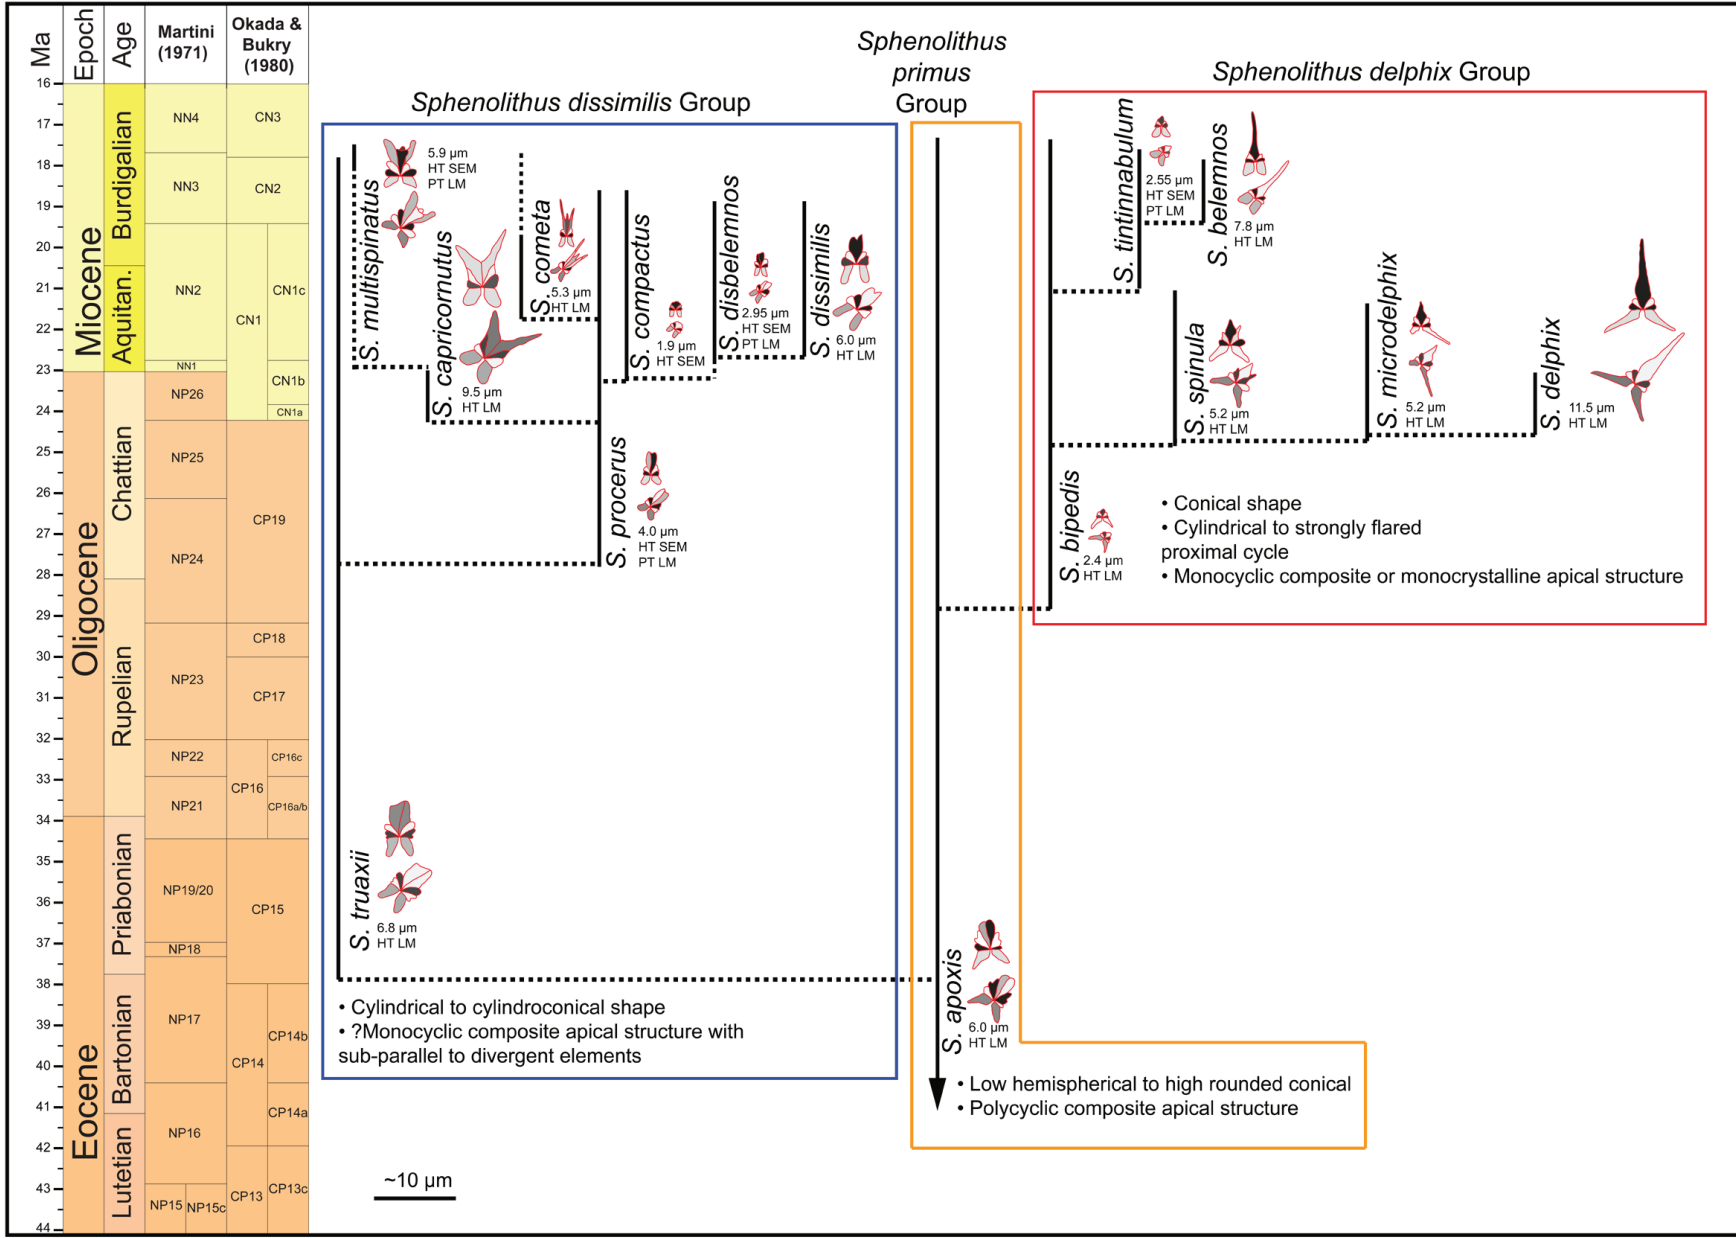 Ma
Epoch
Age
Martini
(1971)
Okada &
Bukry
(1980)
16
17
18
19
20
21
22
23
24
25
26
27
28
29
30
31
32
33
34
35
36
37
38
39
40
41
42
43
44
Miocene
Oligocene
Eocene
Burdigalian
Aquitan.
Chattian
Rupelian
Priabonian
Bartonian
Lutetian
NN4
NN3
NN2
NN1
NP26
NP25
NP24
NP23
NP22
NP21
NP19/20
NP18
NP17
NP16
NP15
NP15c
CN3
CN2
CN1
CN1c
CN1b
CN1a
CP19
CP18
CP17
CP16
CP16c
CP16a/b
CP15
CP14
CP14b
CP14a
CP13
CP13c
Sphenolithus dissimilis Group
S. multispinatus
5.9 µm
HT SEM
PT LM
S. capricornutus
9.5 µm
HT LM
S. cometa
5.3 µm
HT LM
S. compactus
1.9 µm
HT SEM
S. disbelemnos
2.95 µm
HT SEM
PT LM
S. dissimilis
6.0 µm
HT LM
S. procerus
4.0 µm
HT SEM
PT LM
S. truaxii
6.8 µm
HT LM
• Cylindrical to cylindroconical shape
• ?Monocyclic composite apical structure with
sub-parallel to divergent elements
~10 µm
Sphenolithus
primus
Group
S. apoxis
6.0 µm
HT LM
• Low hemispherical to high rounded conical
• Polycyclic composite apical structure
Sphenolithus delphix Group
S. tintinnabulum
2.55 µm
HT SEM
PT LM
S. belemnos
7.8 µm
HT LM
S. spinula
5.2 µm
HT LM
S. microdelphix
5.2 µm
HT LM
S. delphix
11.5 µm
HT LM
S. bipedis
2.4 µm
HT LM
• Conical shape
• Cylindrical to strongly flared
proximal cycle
• Monocyclic composite or monocrystalline apical structure